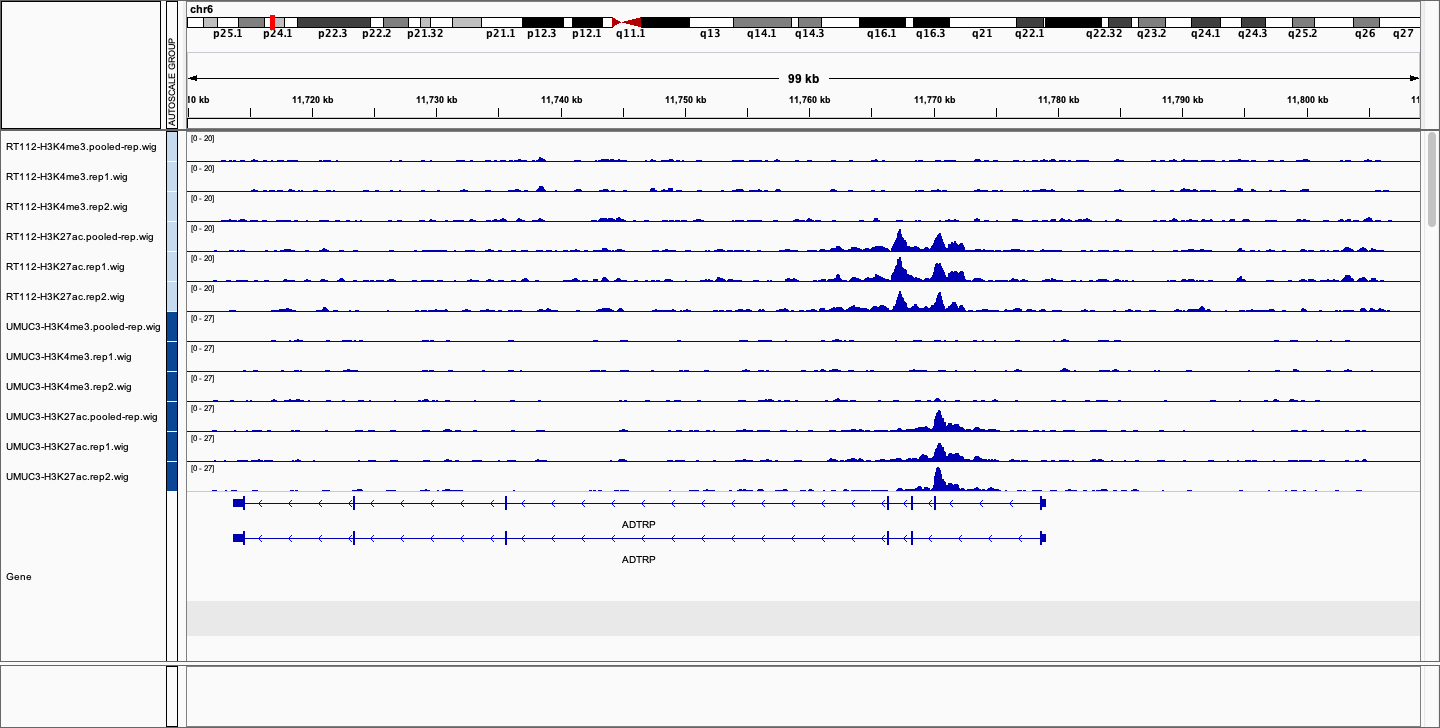 chr6
p25.1 p24.1 p22.3 p22.2 p21.32 p21.1 p12.3 p12.1 q11.1 q13 q14.1 q14.3 q16.1 q16.3 q21 q22.1 q22.32 q23.2 q24.1 q24.3 q25.2 q26 q27
AUTOSCALE GROUP
99 kb
10 kb 11,720 kb 11,730 kb 11,740 kb 11,750 kb 11,760 kb 11,770 kb 11,780 kb 11,790 kb 11,800 kb 11
RT112-H3K4me3.pooled-rep.wig [0 - 20]
RT112-H3K4me3.rep1.wig [0 - 20]
RT112-H3K4me3.rep2.wig [0 - 20]
RT112-H3K27ac.pooled-rep.wig [0 - 20]
RT112-H3K27ac.rep1.wig [0 - 20]
RT112-H3K27ac.rep2.wig [0 - 20]
UMUC3-H3K4me3.pooled-rep.wig [0 - 27]
UMUC3-H3K4me3.rep1.wig [0 - 27]
UMUC3-H3K4me3.rep2.wig [0 - 27]
UMUC3-H3K27ac.pooled-rep.wig [0 - 27]
UMUC3-H3K27ac.rep1.wig [0 - 27]
UMUC3-H3K27ac.rep2.wig [0 - 27]
ADTRP
ADTRP
Gene